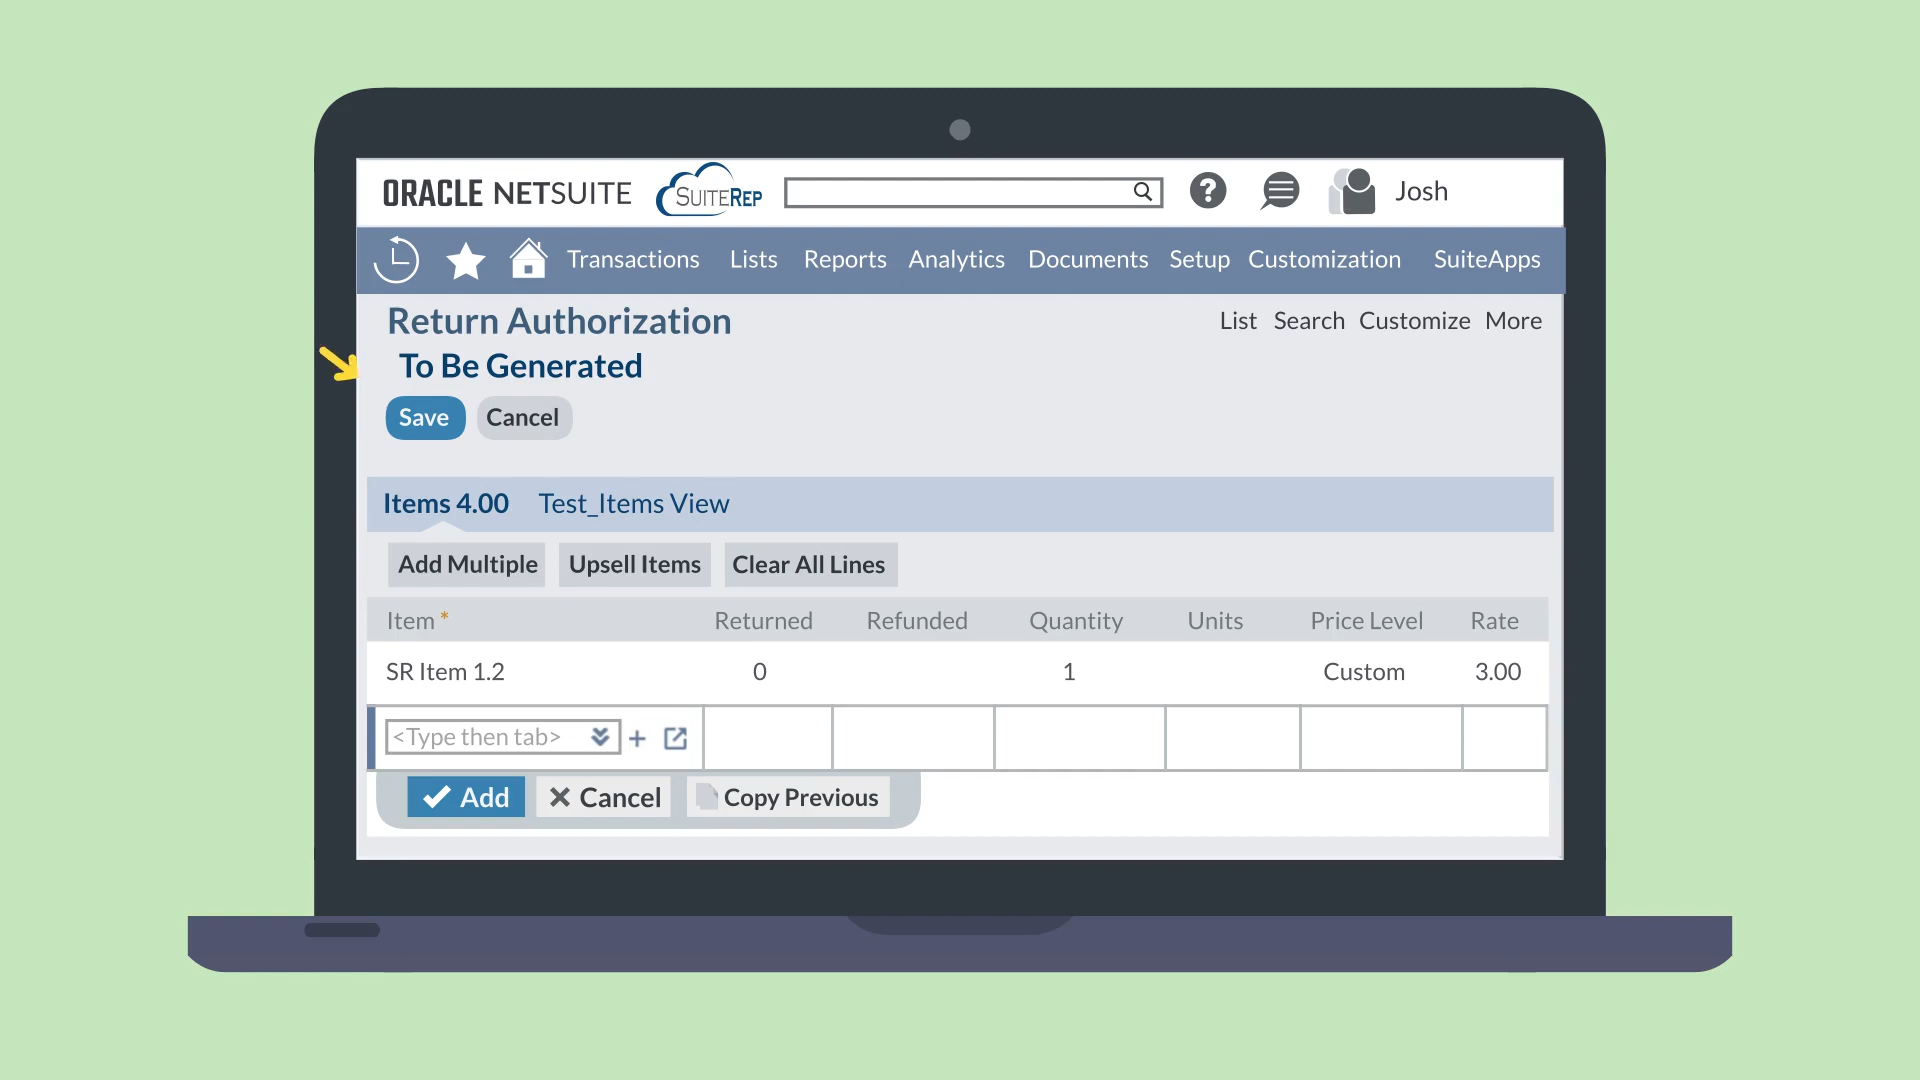 ORACLE NETSUITE SUITEREP Josh
Transactions Lists Reports Analytics Documents Setup Customization SuiteApps
Return Authorization List Search Customize More
To Be Generated
Save Cancel
Items 4.00 Test_Items View
Add Multiple Upsell Items Clear All Lines
Item * Returned Refunded Quantity Units Price Level Rate
SR Item 1.2 0 1 Custom 3.00
<Type then tab>
Add Cancel Copy Previous